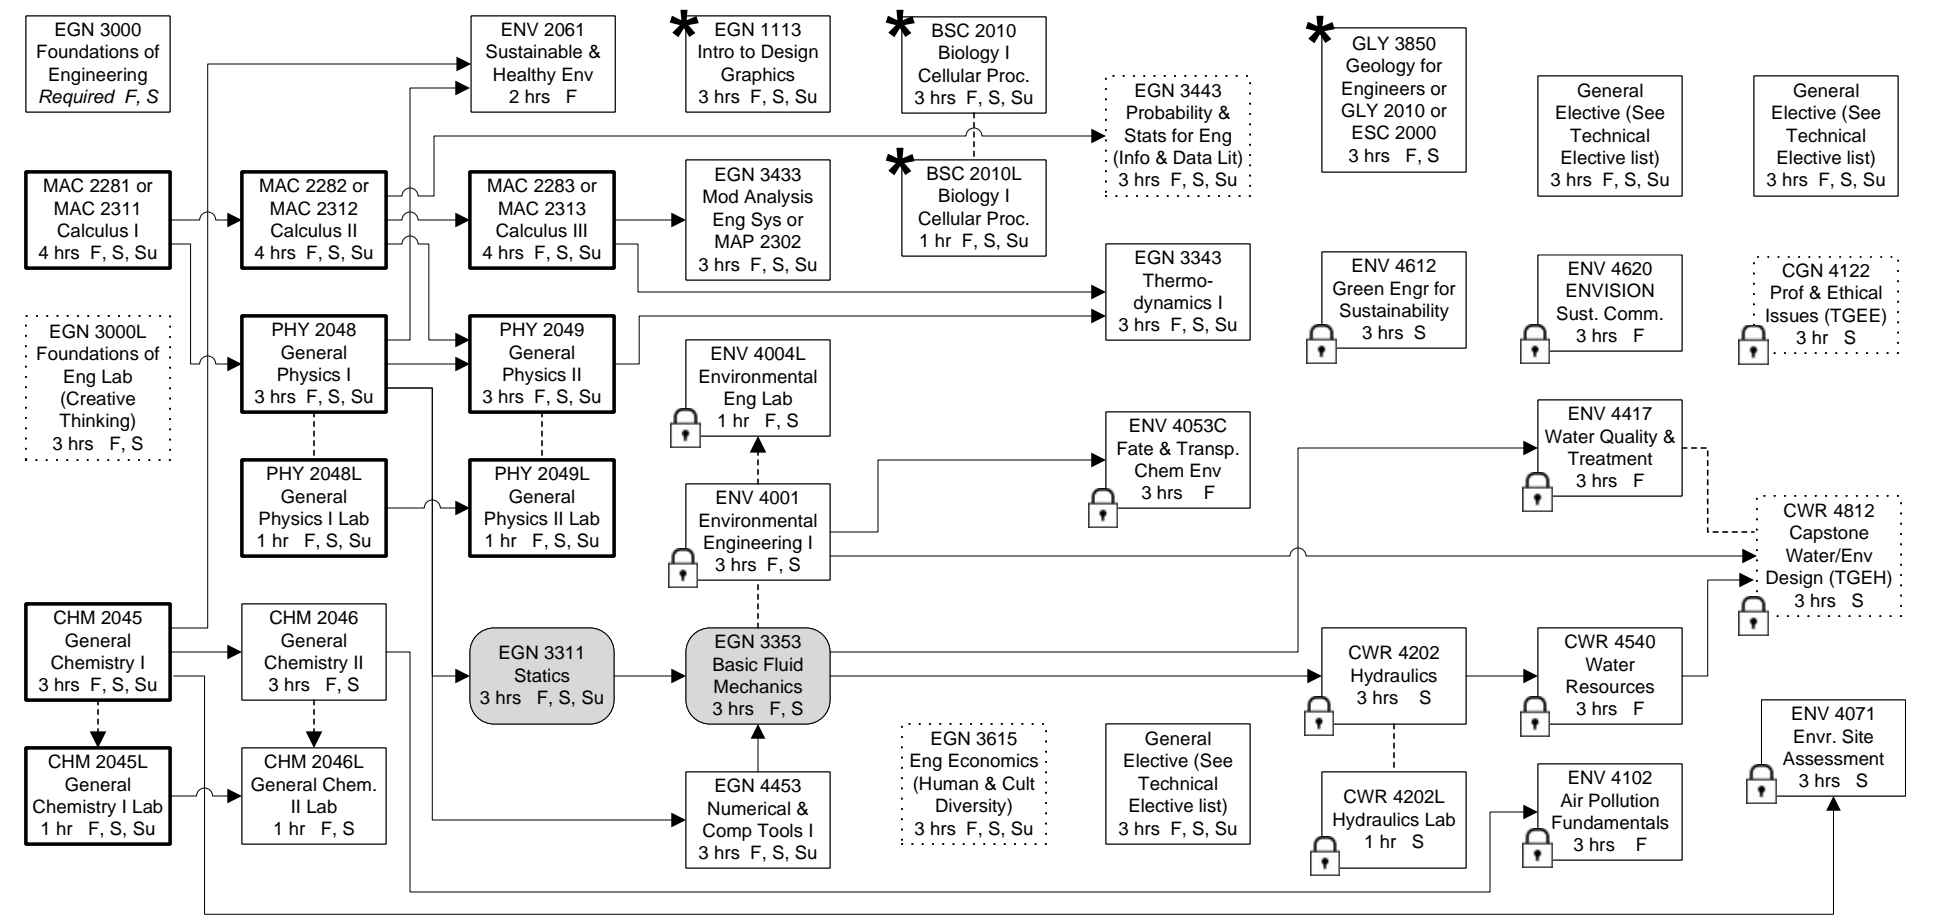 EGN 3000
Foundations of
Engineering
Required F, S
ENV 2061
Sustainable &
Healthy Env
2 hrs F
EGN 1113
Intro to Design
Graphics
3 hrs F, S, Su
BSC 2010
Biology I
Cellular Proc.
3 hrs F, S, Su
EGN 3443
Probability &
Stats for Eng
(Info & Data Lit)
3 hrs F, S, Su
GLY 3850
Geology for
Engineers or
GLY 2010 or
ESC 2000
3 hrs F, S
General
Elective (See
Technical
Elective list)
3 hrs F, S, Su
General
Elective (See
Technical
Elective list)
3 hrs F, S, Su
MAC 2281 or
MAC 2311
Calculus I
4 hrs F, S, Su
MAC 2282 or
MAC 2312
Calculus II
4 hrs F, S, Su
MAC 2283 or
MAC 2313
Calculus III
4 hrs F, S, Su
EGN 3433
Mod Analysis
Eng Sys or
MAP 2302
3 hrs F, S, Su
BSC 2010L
Biology I
Cellular Proc.
1 hr F, S, Su
EGN 3343
Thermo-
dynamics I
3 hrs F, S, Su
ENV 4612
Green Engr for
Sustainability
3 hrs S
ENV 4620
ENVISION
Sust. Comm.
3 hrs F
CGN 4122
Prof & Ethical
Issues (TGEE)
3 hr S
EGN 3000L
Foundations of
Eng Lab
(Creative
Thinking)
3 hrs F, S
PHY 2048
General
Physics I
3 hrs F, S, Su
PHY 2049
General
Physics II
3 hrs F, S, Su
ENV 4004L
Environmental
Eng Lab
1 hr F, S
ENV 4053C
Fate & Transp.
Chem Env
3 hrs F
ENV 4417
Water Quality &
Treatment
3 hrs F
PHY 2048L
General
Physics I Lab
1 hr F, S, Su
PHY 2049L
General
Physics II Lab
1 hr F, S, Su
ENV 4001
Environmental
Engineering I
3 hrs F, S
CWR 4812
Capstone
Water/Env
Design (TGEH)
3 hrs S
CHM 2045
General
Chemistry I
3 hrs F, S, Su
CHM 2046
General
Chemistry II
3 hrs F, S
EGN 3311
Statics
3 hrs F, S, Su
EGN 3353
Basic Fluid
Mechanics
3 hrs F, S
CWR 4202
Hydraulics
3 hrs S
CWR 4540
Water
Resources
3 hrs F
ENV 4071
Envr. Site
Assessment
3 hrs S
CHM 2045L
General
Chemistry I Lab
1 hr F, S, Su
CHM 2046L
General Chem.
II Lab
1 hr F, S
EGN 4453
Numerical &
Comp Tools I
3 hrs F, S, Su
EGN 3615
Eng Economics
(Human & Cult
Diversity)
3 hrs F, S, Su
General
Elective (See
Technical
Elective list)
3 hrs F, S, Su
CWR 4202L
Hydraulics Lab
1 hr S
ENV 4102
Air Pollution
Fundamentals
3 hrs F